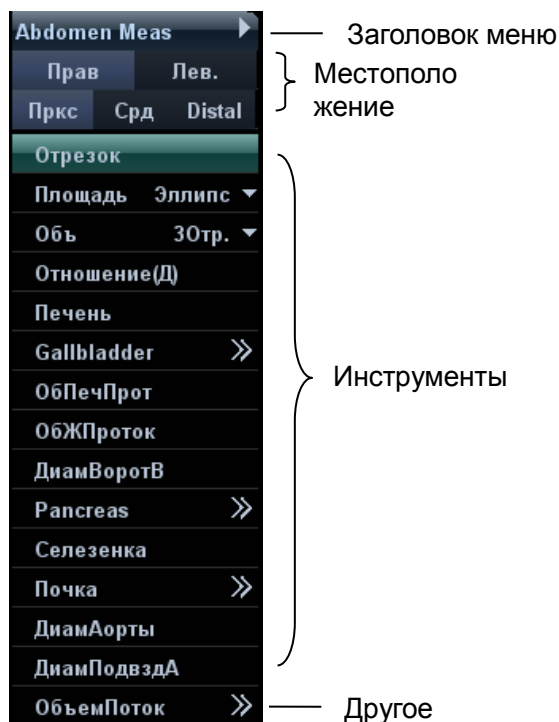 Abdomen Meas
Заголовок меню
Прав Лев.
Местополо
жение
Пркс Срд Distal
Отрезок
Площадь Эллипс
Объ 3Отр.
Отношение(Д)
Печень
Gallbladder
ОбПечПрот
Инструменты
ОбЖПроток
ДиамВоротВ
Pancreas
Селезенка
Почка
ДиамАорты
ДиамПодвздА
ОбъемПоток
Другое